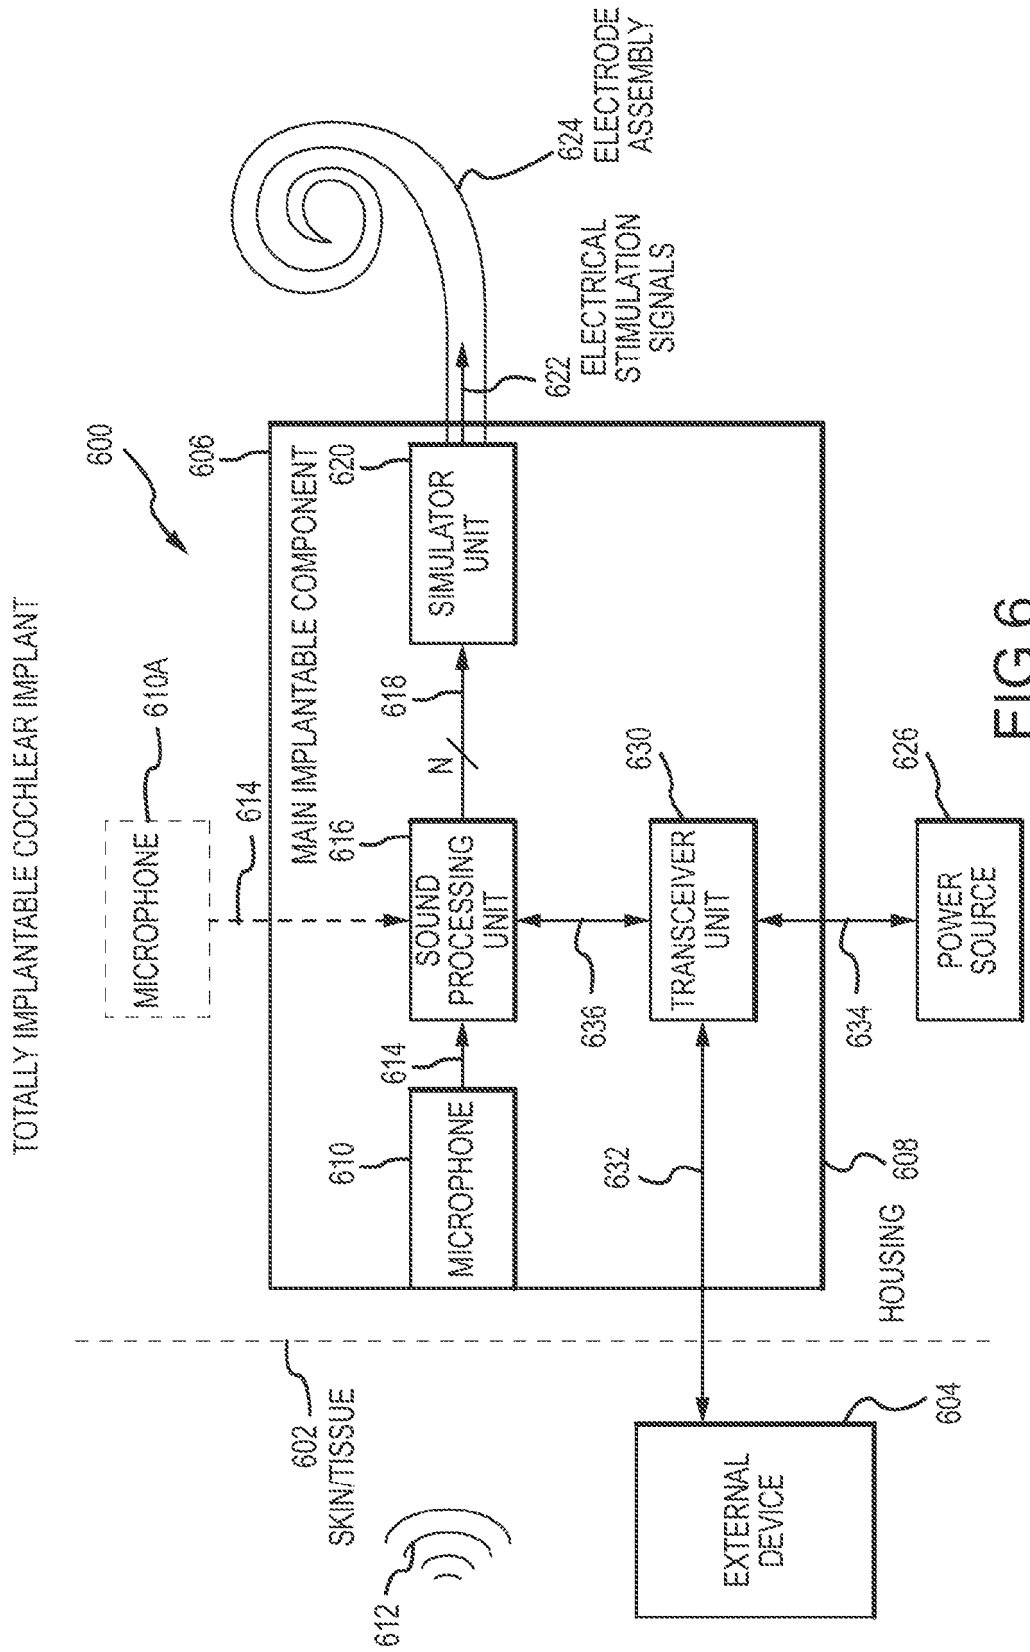 TOTALLY IMPLANTABLE COCHLEAR IMPLANT
600
602
SKIN/TISSUE
612
MICROPHONE
610A
614
606
MAIN IMPLANTABLE COMPONENT
610
MICROPHONE
614
616
SOUND
PROCESSING
UNIT
N
618
620
SIMULATOR
UNIT
622
ELECTRICAL
STIMULATION
SIGNALS
624
ELECTRODE
ASSEMBLY
636
630
TRANSCEIVER
UNIT
632
634
EXTERNAL
DEVICE
604
HOUSING
608
626
POWER
SOURCE
FIG 6